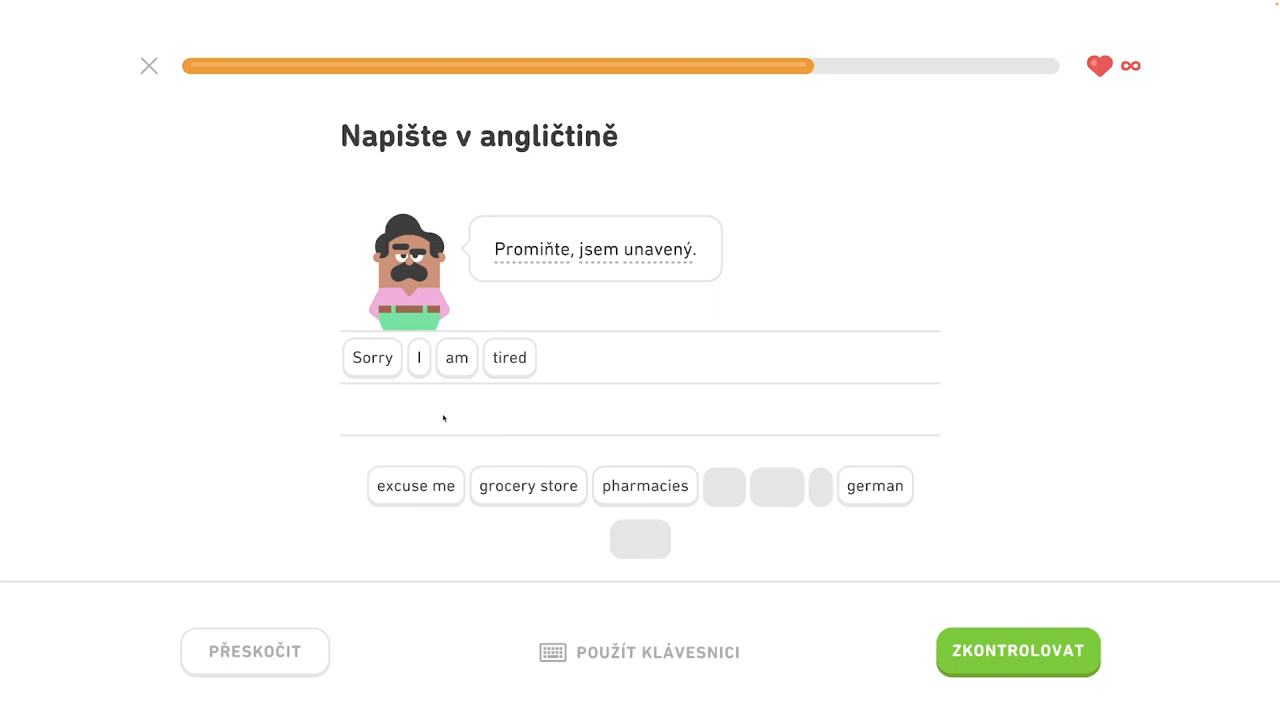 ∞
Napište v angličtině
Promiňte, jsem unavený.
Sorry I am tired
excuse me grocery store pharmacies german
PŘESKOČIT POUŽÍT KLÁVESNICI ZKONTROLOVAT